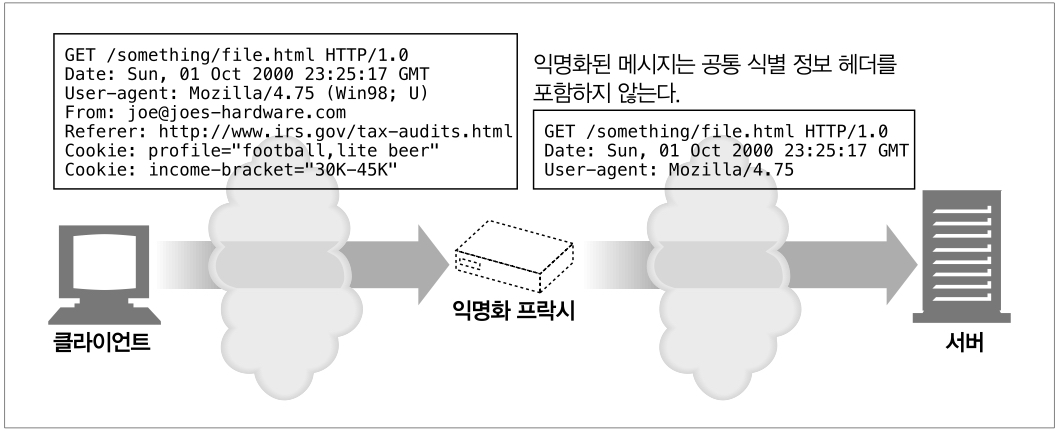 GET /something/file.html HTTP/1.0
Date: Sun, 01 Oct 2000 23:25:17 GMT
User-agent: Mozilla/4.75 (Win98; U)
From: joe@joes-hardware.com
Referer: http://www.irs.gov/tax-audits.html
Cookie: profile="football,lite beer"
Cookie: income-bracket="30K-45K"
익명화된 메시지는 공통 식별 정보 헤더를
포함하지 않는다.
GET /something/file.html HTTP/1.0
Date: Sun, 01 Oct 2000 23:25:17 GMT
User-agent: Mozilla/4.75
클라이언트
익명화 프락시
서버